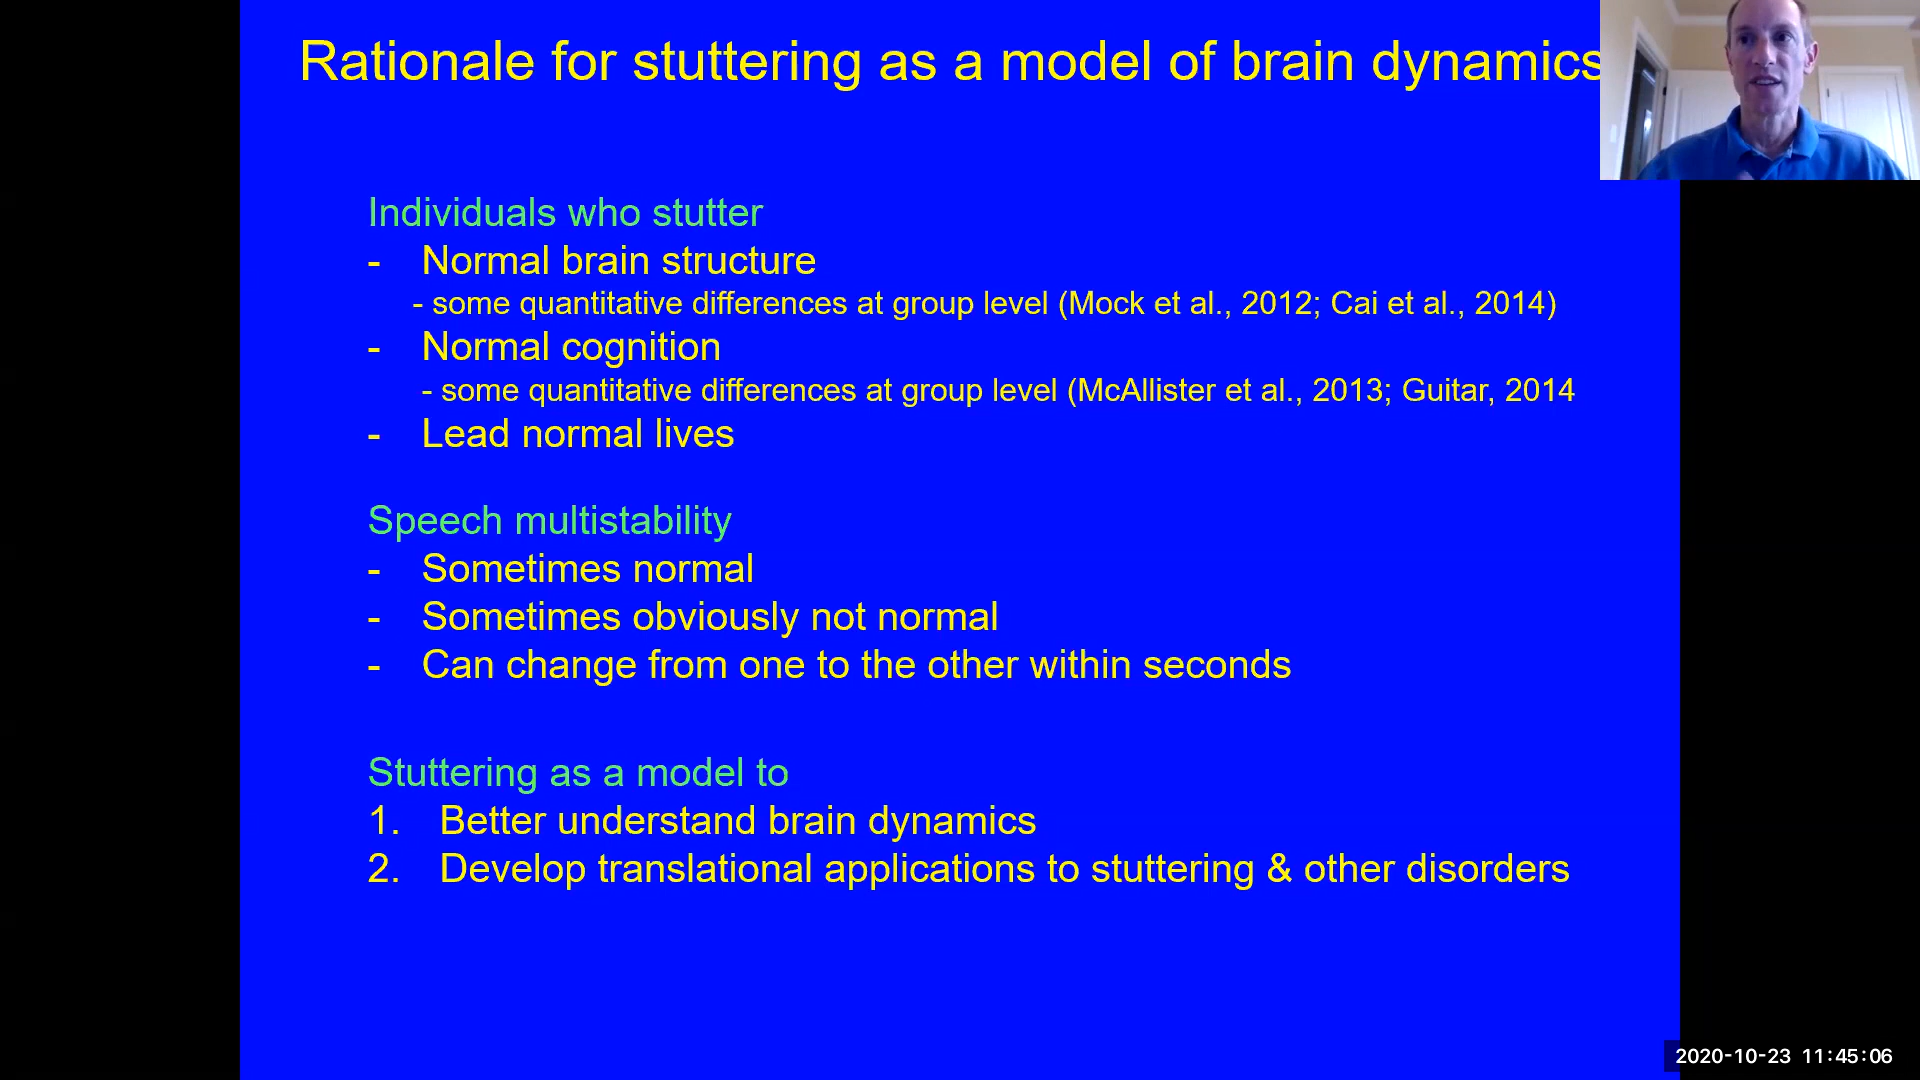 Rationale for stuttering as a model of brain dynamics
Individuals who stutter
- Normal brain structure
- some quantitative differences at group level (Mock et al., 2012; Cai et al., 2014)
- Normal cognition
- some quantitative differences at group level (McAllister et al., 2013; Guitar, 2014
- Lead normal lives
Speech multistability
- Sometimes normal
- Sometimes obviously not normal
- Can change from one to the other within seconds
Stuttering as a model to
1. Better understand brain dynamics
2. Develop translational applications to stuttering & other disorders
2020-10-23 11:45:06